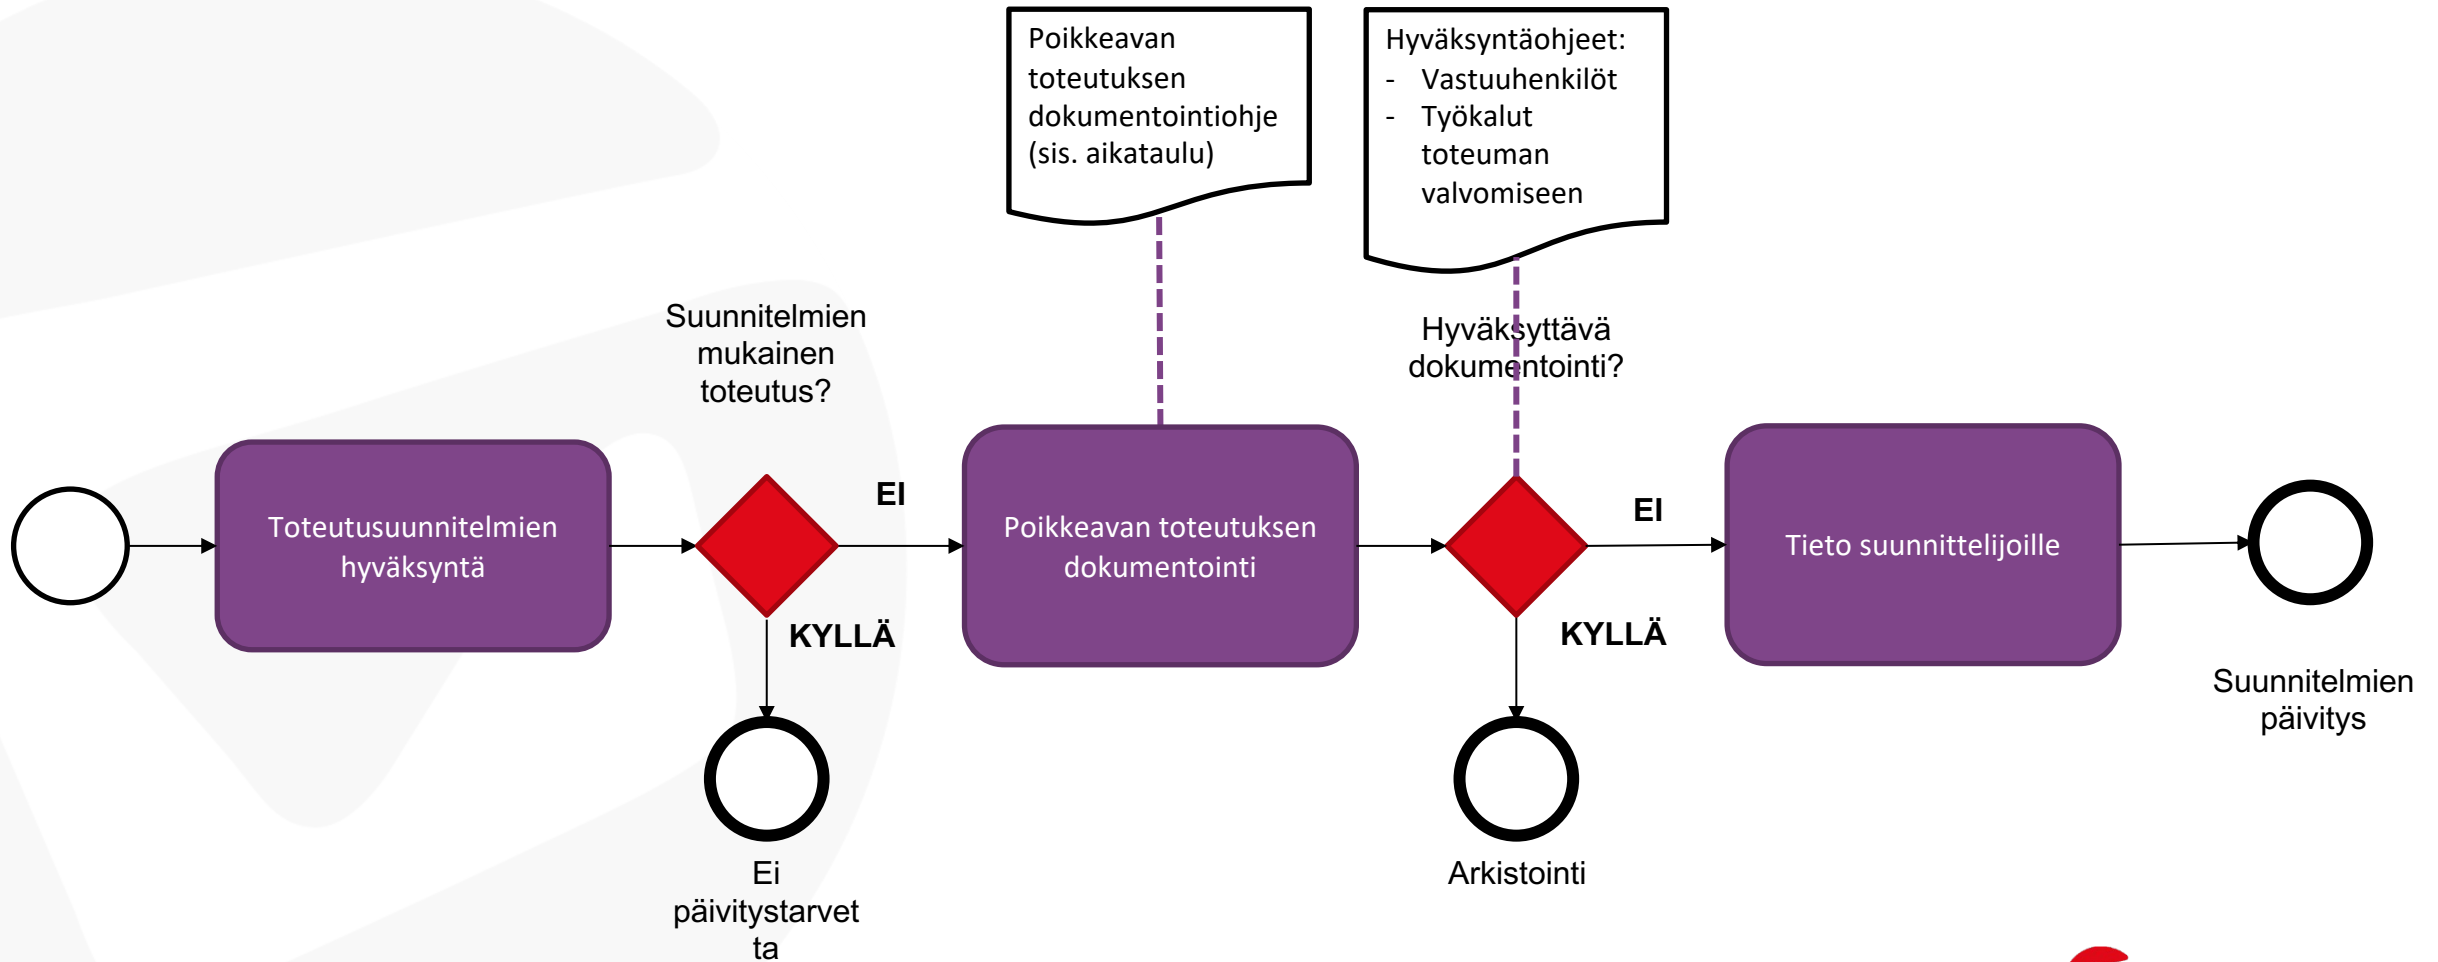 Poikkeavan
toteutuksen
dokumentointiohje
(sis. aikataulu)
Hyväksyntäohjeet:
- Vastuuhenkilöt
- Työkalut
toteuman
valvomiseen
Suunnitelmien
mukainen
toteutus?
Hyväksyttävä
dokumentointi?
Toteutusuunnitelmien
hyväksyntä
EI
KYLLÄ
Poikkeavan toteutuksen
dokumentointi
EI
KYLLÄ
Tieto suunnittelijoille
Suunnitelmien
päivitys
Ei
päivitystarvet
ta
Arkistointi